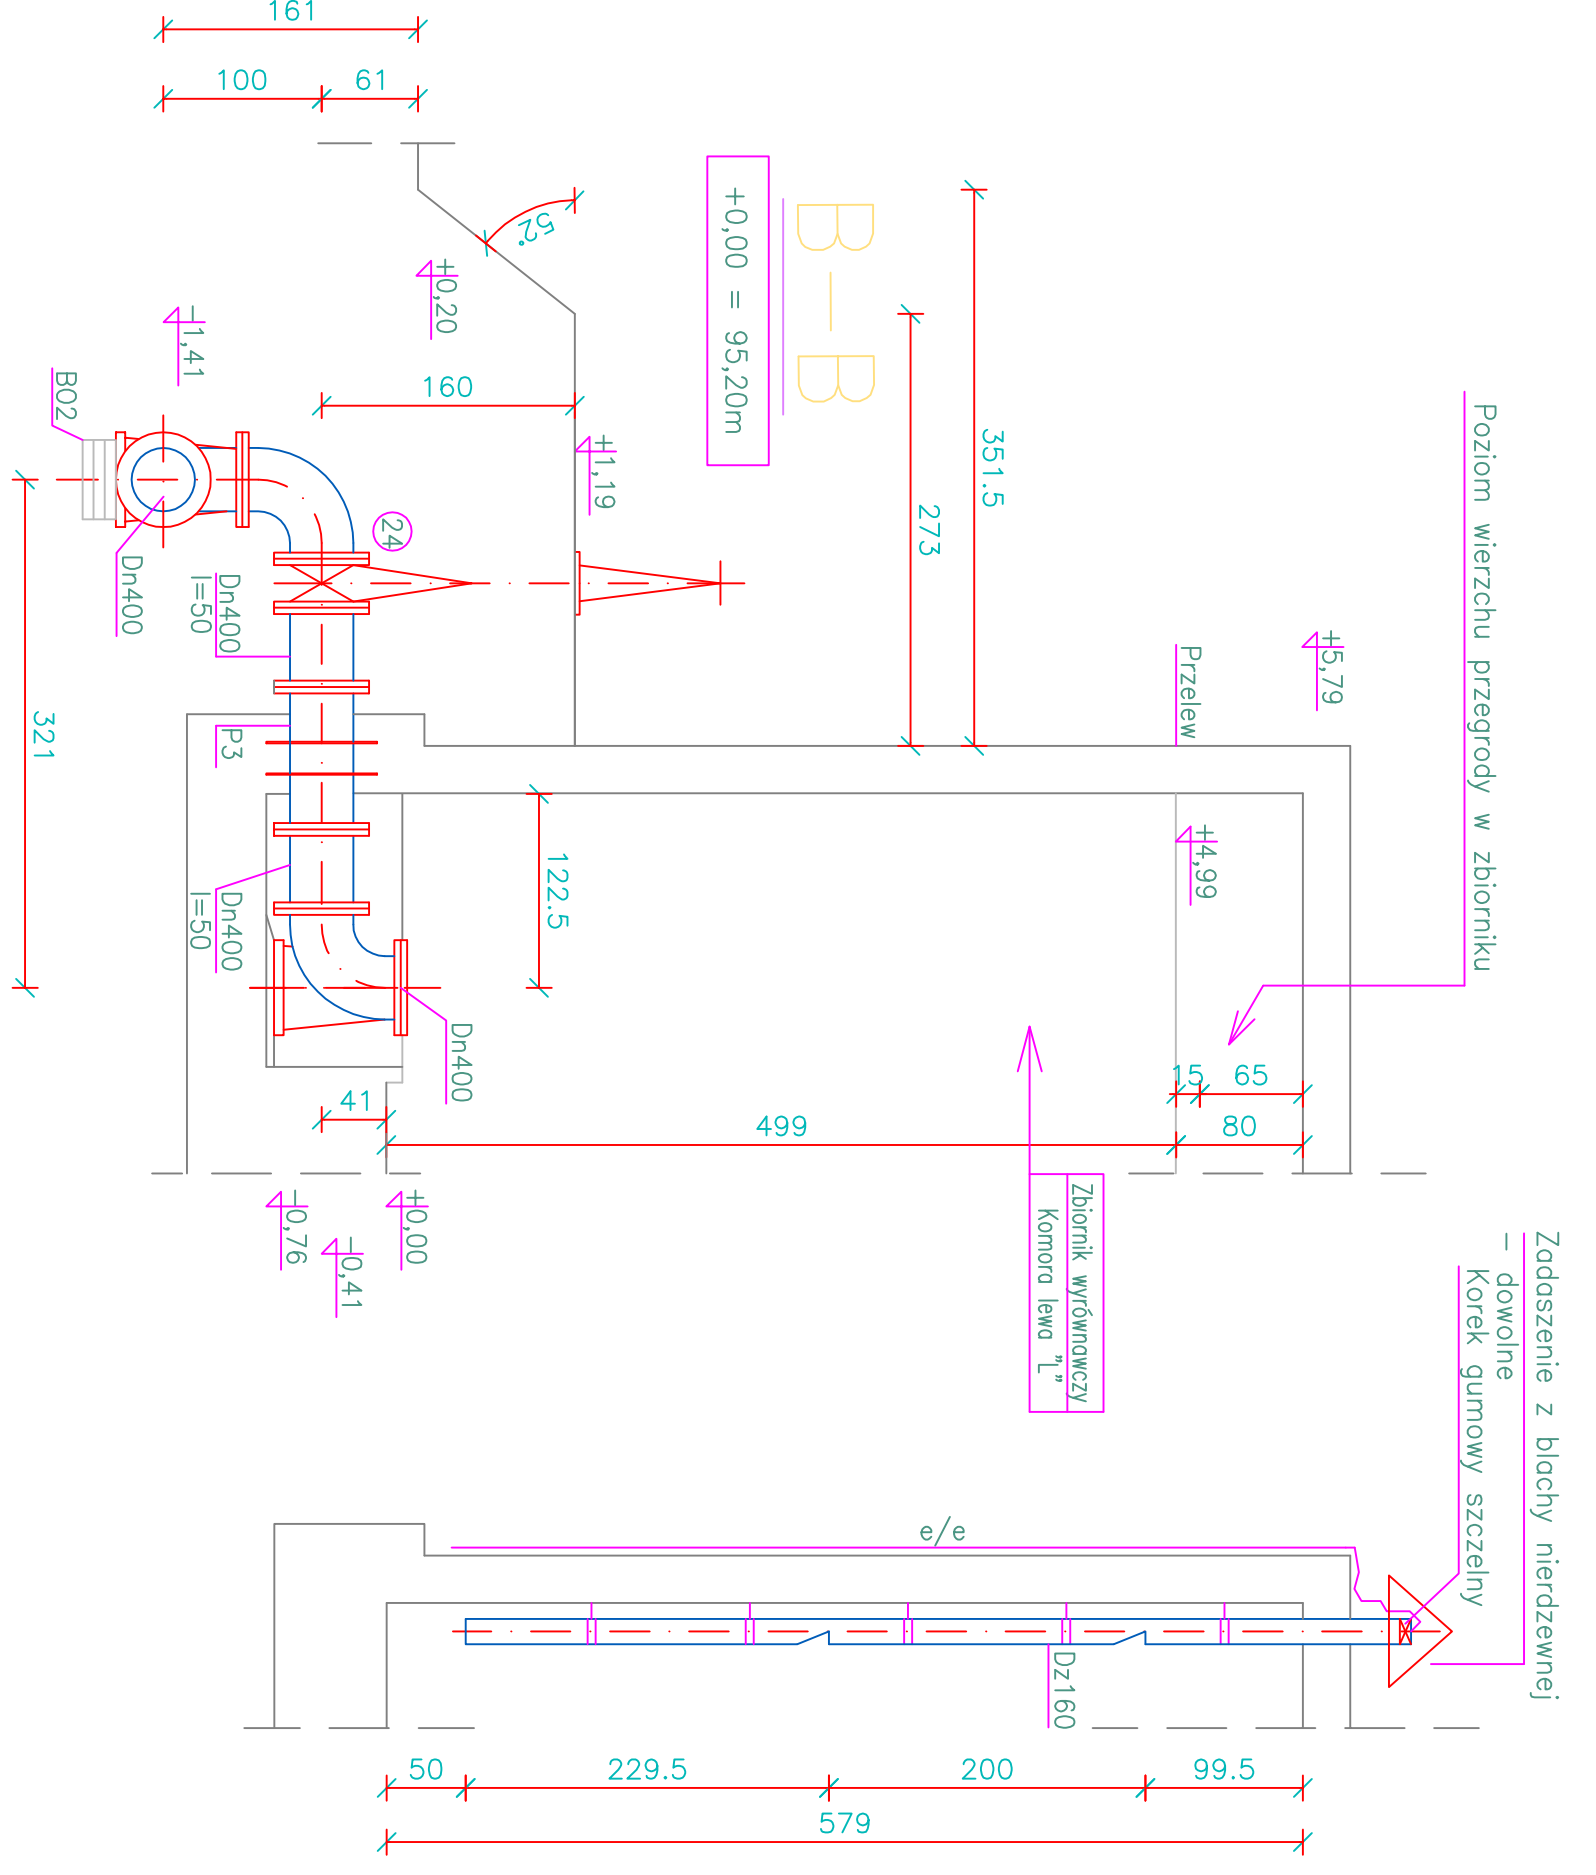 161
100
61
52°
+0,20
-1,41
B02
160
+0,00 = 95,20m
B-B
351.5
273
+1,19
24
Dn400
Dn400
l=50
P3
321
Poziom wierzchu przegrody w zbiorniku
+5,79
Przelew
+4,99
122.5
Dn400
l=50
Dn400
15
65
41
499
80
+0,00
-0,76
-0,41
Zbiornik wyrównawczy
Komora lewa "L"
Zadaszenie z blachy nierdzewnej
- dowolne
Korek gumowy szczelny
e/e
Dz160
50
229.5
200
99.5
579